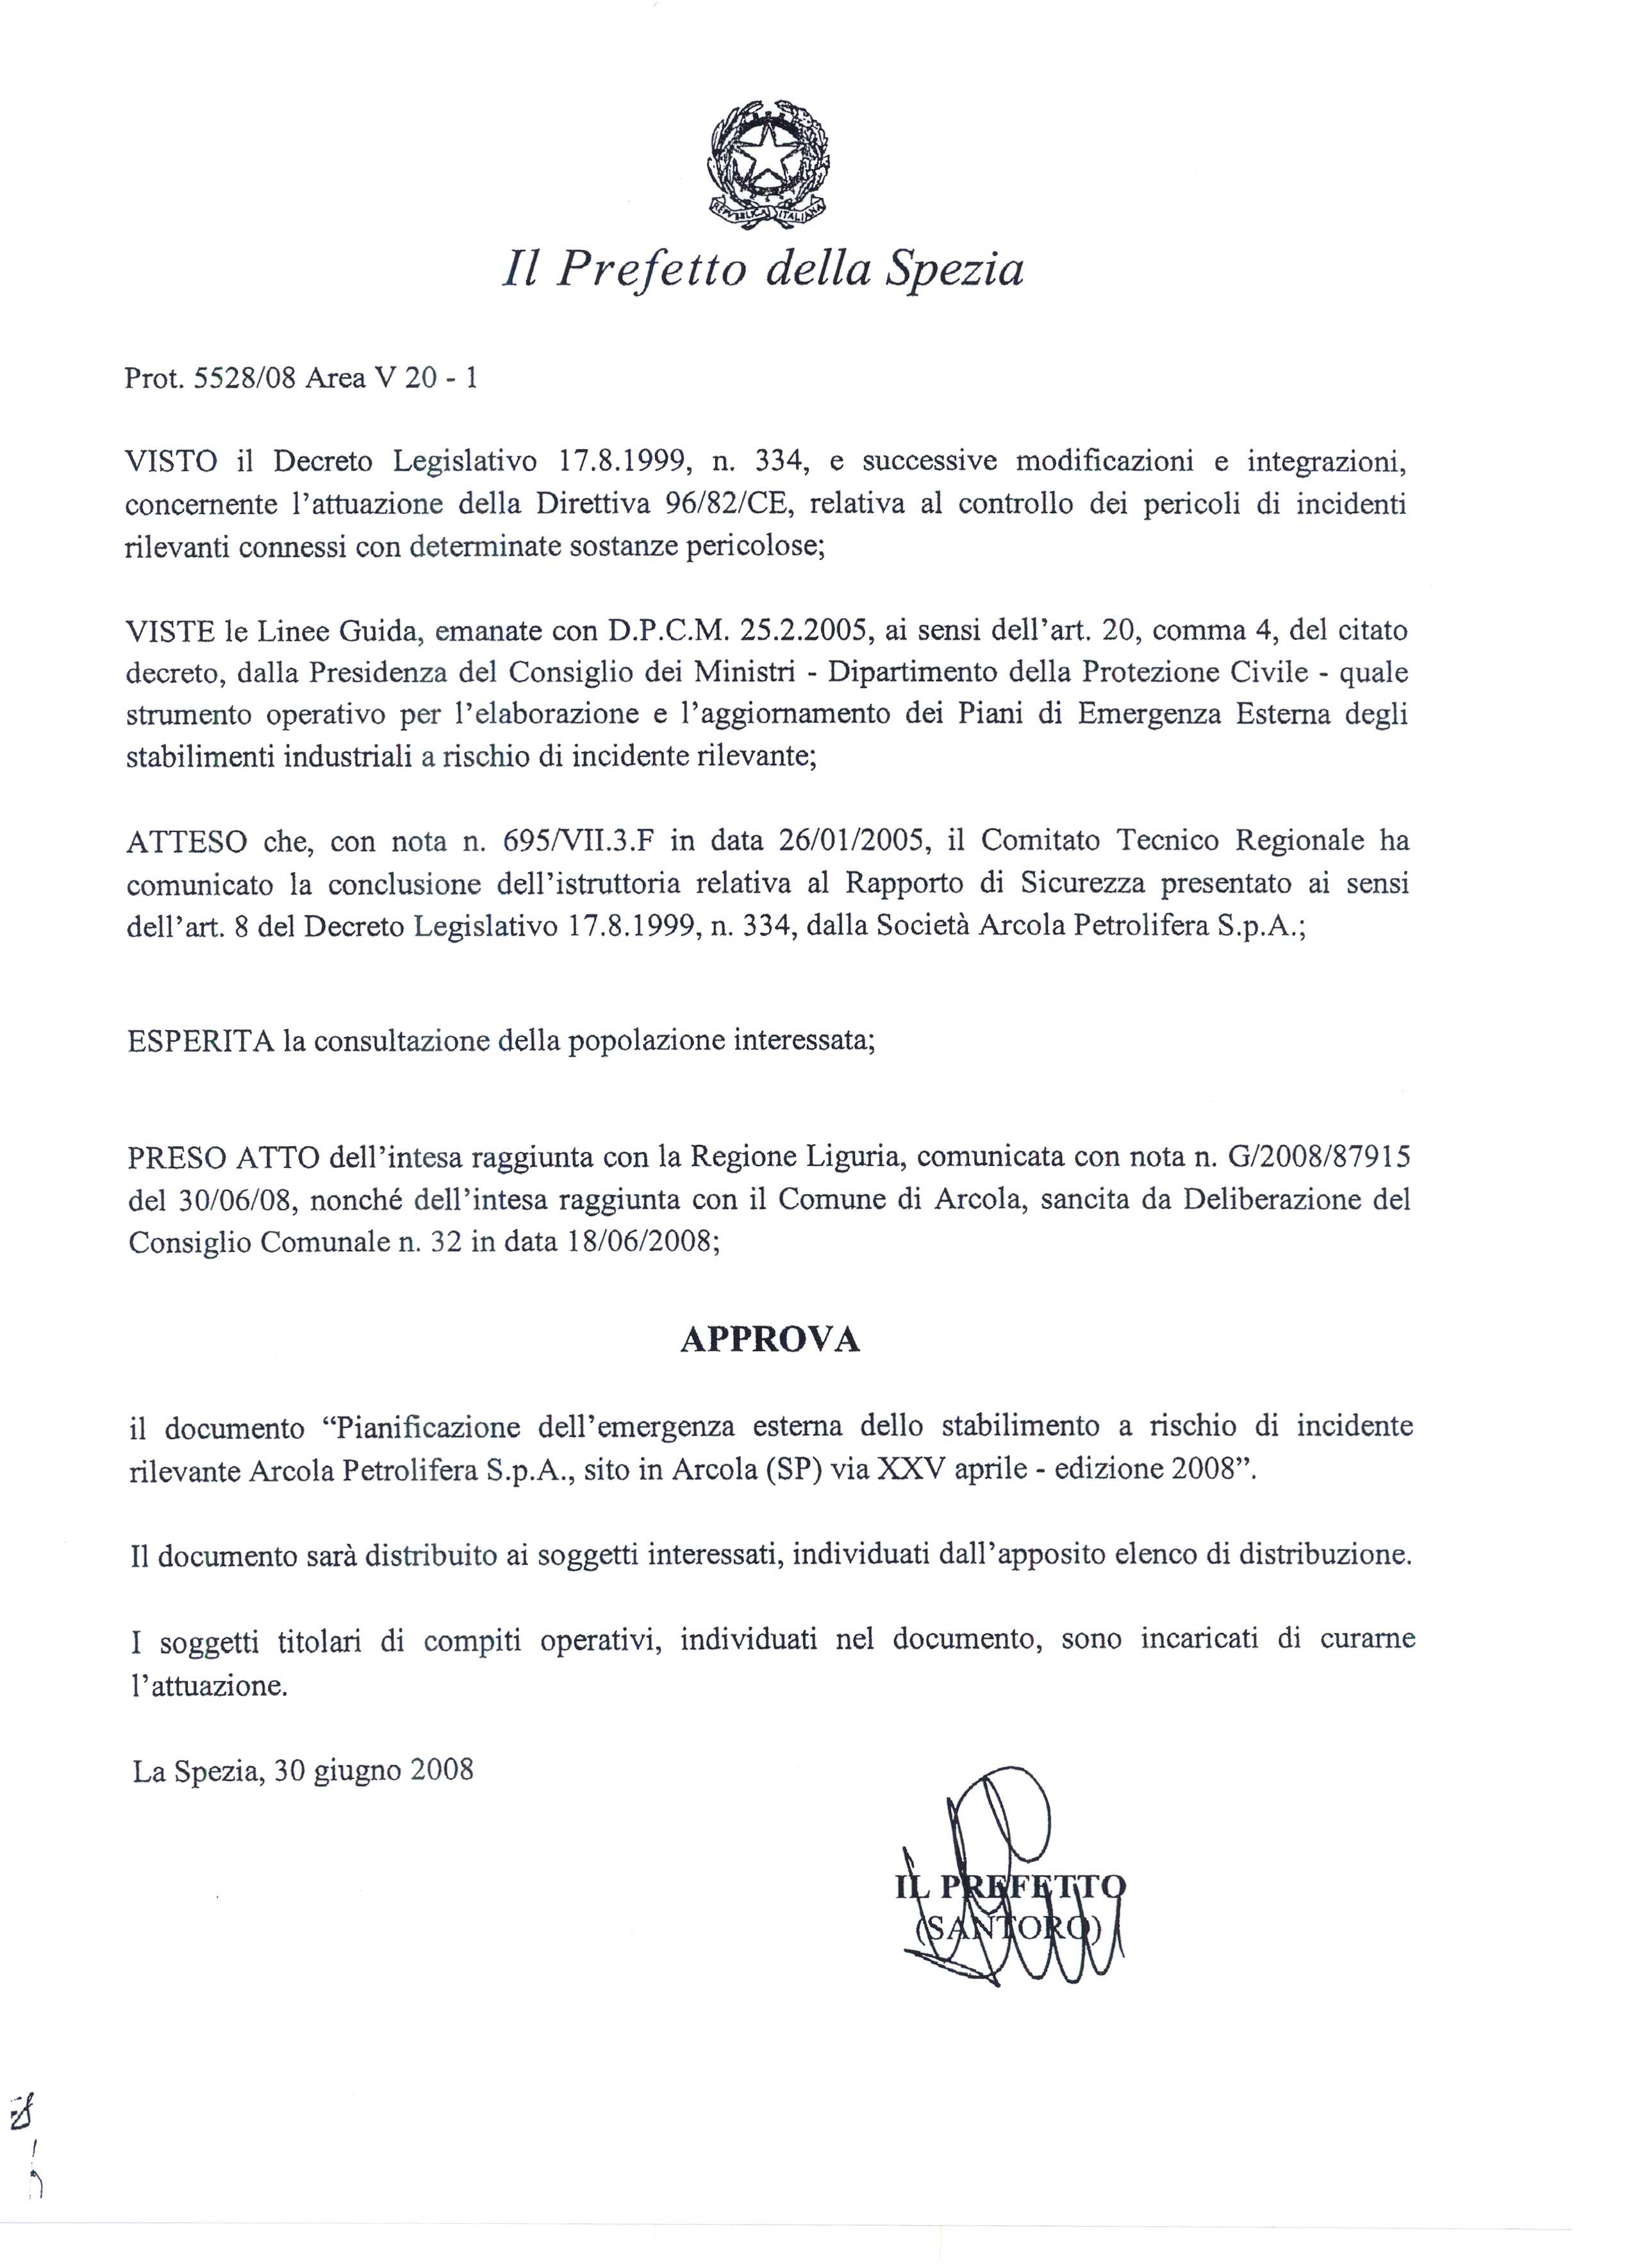 REPVBBLICA ITALIANA
Il Prefetto della Spezia
Prot. 5528/08 Area V 20 - 1
VISTO il Decreto Legislativo 17.8.1999, n. 334, e successive modificazioni e integrazioni,
concernente l’attuazione della Direttiva 96/82/CE, relativa al controllo dei pericoli di incidenti
rilevanti connessi con determinate sostanze pericolose;
VISTE le Linee Guida, emanate con D.P.C.M. 25.2.2005, ai sensi dell’art. 20, comma 4, del citato
decreto, dalla Presidenza del Consiglio dei Ministri - Dipartimento della Protezione Civile - quale
strumento operativo per l’elaborazione e l’aggiornamento dei Piani di Emergenza Esterna degli
stabilimenti industriali a rischio di incidente rilevante;
ATTESO che, con nota n. 695/VII.3.F in data 26/01/2005, il Comitato Tecnico Regionale ha
comunicato la conclusione dell’istruttoria relativa al Rapporto di Sicurezza presentato ai sensi
dell’art. 8 del Decreto Legislativo 17.8.1999, n. 334, dalla Società Arcola Petrolifera S.p.A.;
ESPERITA la consultazione della popolazione interessata;
PRESO ATTO dell’intesa raggiunta con la Regione Liguria, comunicata con nota n. G/2008/87915
del 30/06/08, nonché dell’intesa raggiunta con il Comune di Arcola, sancita da Deliberazione del
Consiglio Comunale n. 32 in data 18/06/2008;
APPROVA
il documento “Pianificazione dell’emergenza esterna dello stabilimento a rischio di incidente
rilevante Arcola Petrolifera S.p.A., sito in Arcola (SP) via XXV aprile - edizione 2008”.
Il documento sarà distribuito ai soggetti interessati, individuati dall’apposito elenco di distribuzione.
I soggetti titolari di compiti operativi, individuati nel documento, sono incaricati di curarne
l’attuazione.
La Spezia, 30 giugno 2008
IL PREFETTO
(SANTORO)